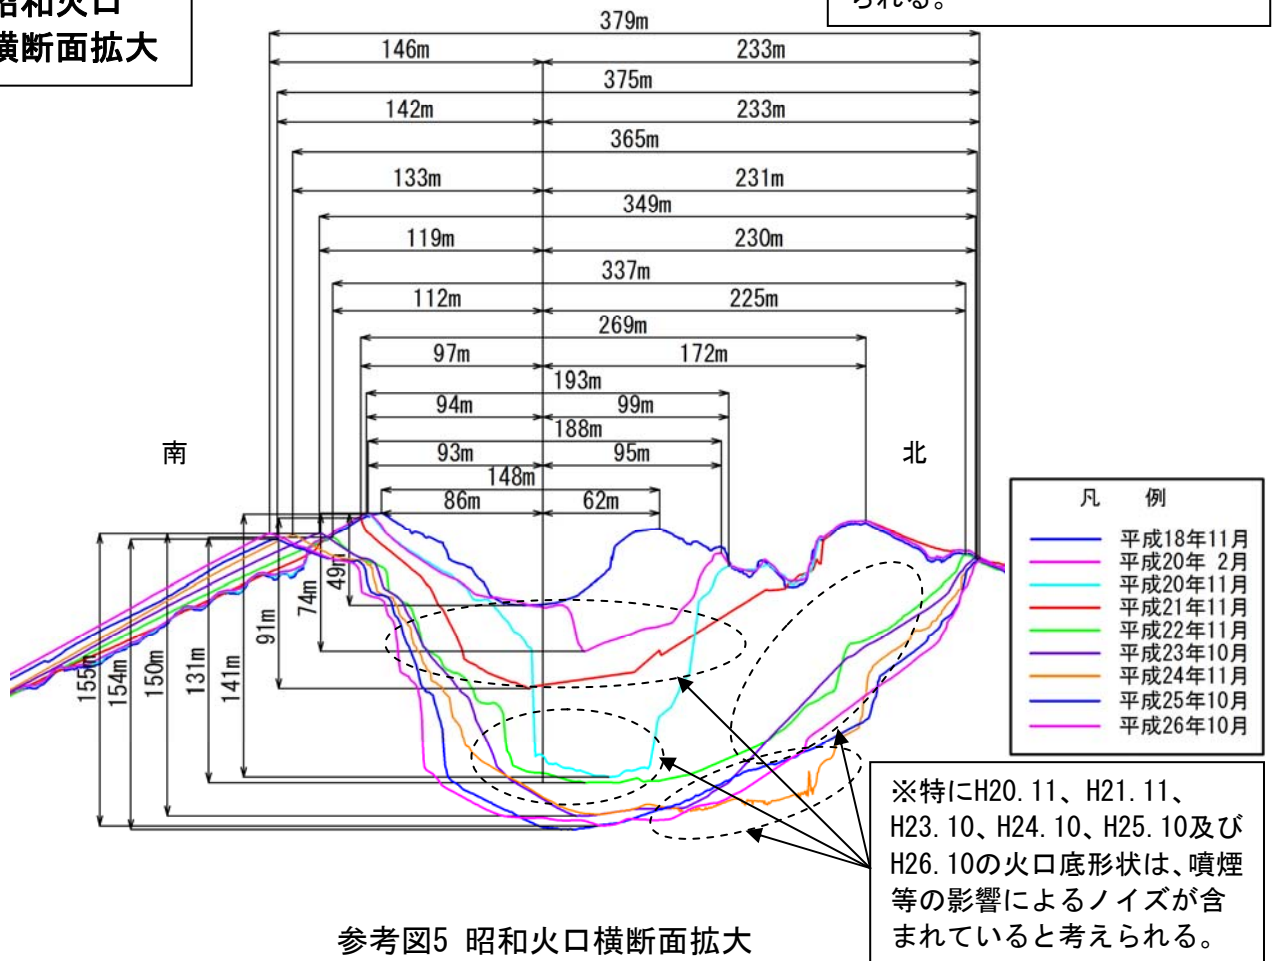 昭和火口
横断面拡大
られる。
379m
146m
233m
375m
142m
233m
365m
133m
231m
349m
119m
230m
337m
112m
225m
269m
97m
172m
193m
94m
99m
188m
93m
95m
148m
86m
62m
南
北
49m
74m
91m
141m
131m
150m
154m
155m
凡 例
平成18年11月
平成20年 2月
平成20年11月
平成21年11月
平成22年11月
平成23年10月
平成24年11月
平成25年10月
平成26年10月
※特にH20.11、H21.11、
H23.10、H24.10、H25.10及び
H26.10の火口底形状は、噴煙
等の影響によるノイズが含
まれていると考えられる。
参考図5 昭和火口横断面拡大